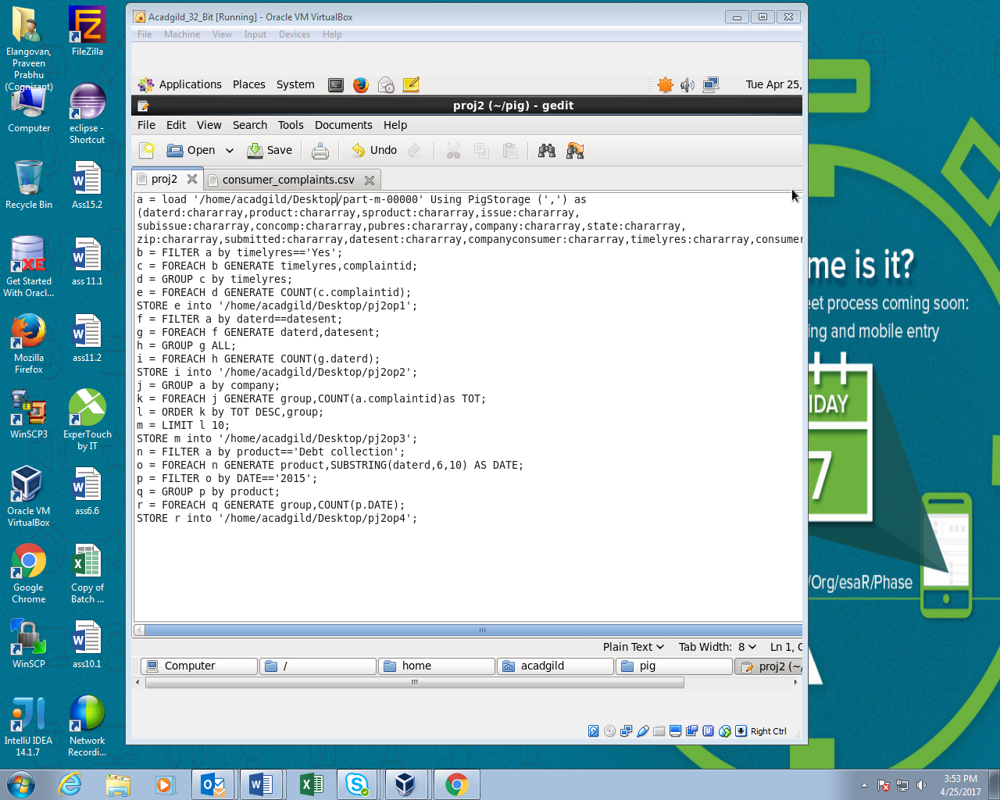 Acadgild_32_Bit [Running] - Oracle VM VirtualBox
File Machine View Input Devices Help
Applications Places System
Tue Apr 25,
proj2 (~/pig) - gedit
File Edit View Search Tools Documents Help
Open Save Undo
proj2 consumer_complaints.csv
a = load '/home/acadgild/Desktop/part-m-00000' Using PigStorage (',') as
(daterd:chararray,product:chararray,sproduct:chararray,issue:chararray,
subissue:chararray,concomp:chararray,pubres:chararray,company:chararray,state:chararray,
zip:chararray,submitted:chararray,datesent:chararray,companyconsumer:chararray,timelyres:chararray,consumer
b = FILTER a by timelyres=='Yes';
c = FOREACH b GENERATE timelyres,complaintid;
d = GROUP c by timelyres;
e = FOREACH d GENERATE COUNT(c.complaintid);
STORE e into '/home/acadgild/Desktop/pj2op1';
f = FILTER a by daterd==datesent;
g = FOREACH f GENERATE daterd,datesent;
h = GROUP g ALL;
i = FOREACH h GENERATE COUNT(g.daterd);
STORE i into '/home/acadgild/Desktop/pj2op2';
j = GROUP a by company;
k = FOREACH j GENERATE group,COUNT(a.complaintid)as TOT;
l = ORDER k by TOT DESC,group;
m = LIMIT l 10;
STORE m into '/home/acadgild/Desktop/pj2op3';
n = FILTER a by product=='Debt collection';
o = FOREACH n GENERATE product,SUBSTRING(daterd,6,10) AS DATE;
p = FILTER o by DATE=='2015';
q = GROUP p by product;
r = FOREACH q GENERATE group,COUNT(p.DATE);
STORE r into '/home/acadgild/Desktop/pj2op4';
Plain Text Tab Width: 8 Ln 1, C
Computer / home acadgild pig proj2 (~/
Right Ctrl
Elangovan,
Praveen
Prabhu
(Cognizant)
FileZilla
Computer
eclipse -
Shortcut
Recycle Bin
Ass15.2
Get Started
With Oracl...
ass 11.1
Mozilla
Firefox
ass11.2
WinSCP3
ExperTouch
by IT
Oracle VM
VirtualBox
ass6.6
Google
Chrome
Copy of
Batch ...
WinSCP
ass10.1
IntelliJ IDEA
14.1.7
Network
Recordi...
me is it?
eet process coming soon:
ing and mobile entry
IDAY
7
/Org/esaR/Phase
A
3:53 PM
4/25/2017